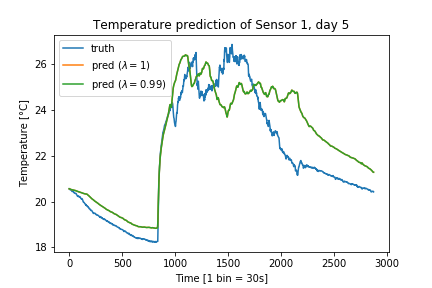 Temperature prediction of Sensor 1, day 5
truth
pred (λ = 1)
pred (λ = 0.99)
Temperature [°C]
26
24
22
20
18
0 500 1000 1500 2000 2500 3000
Time [1 bin = 30s]